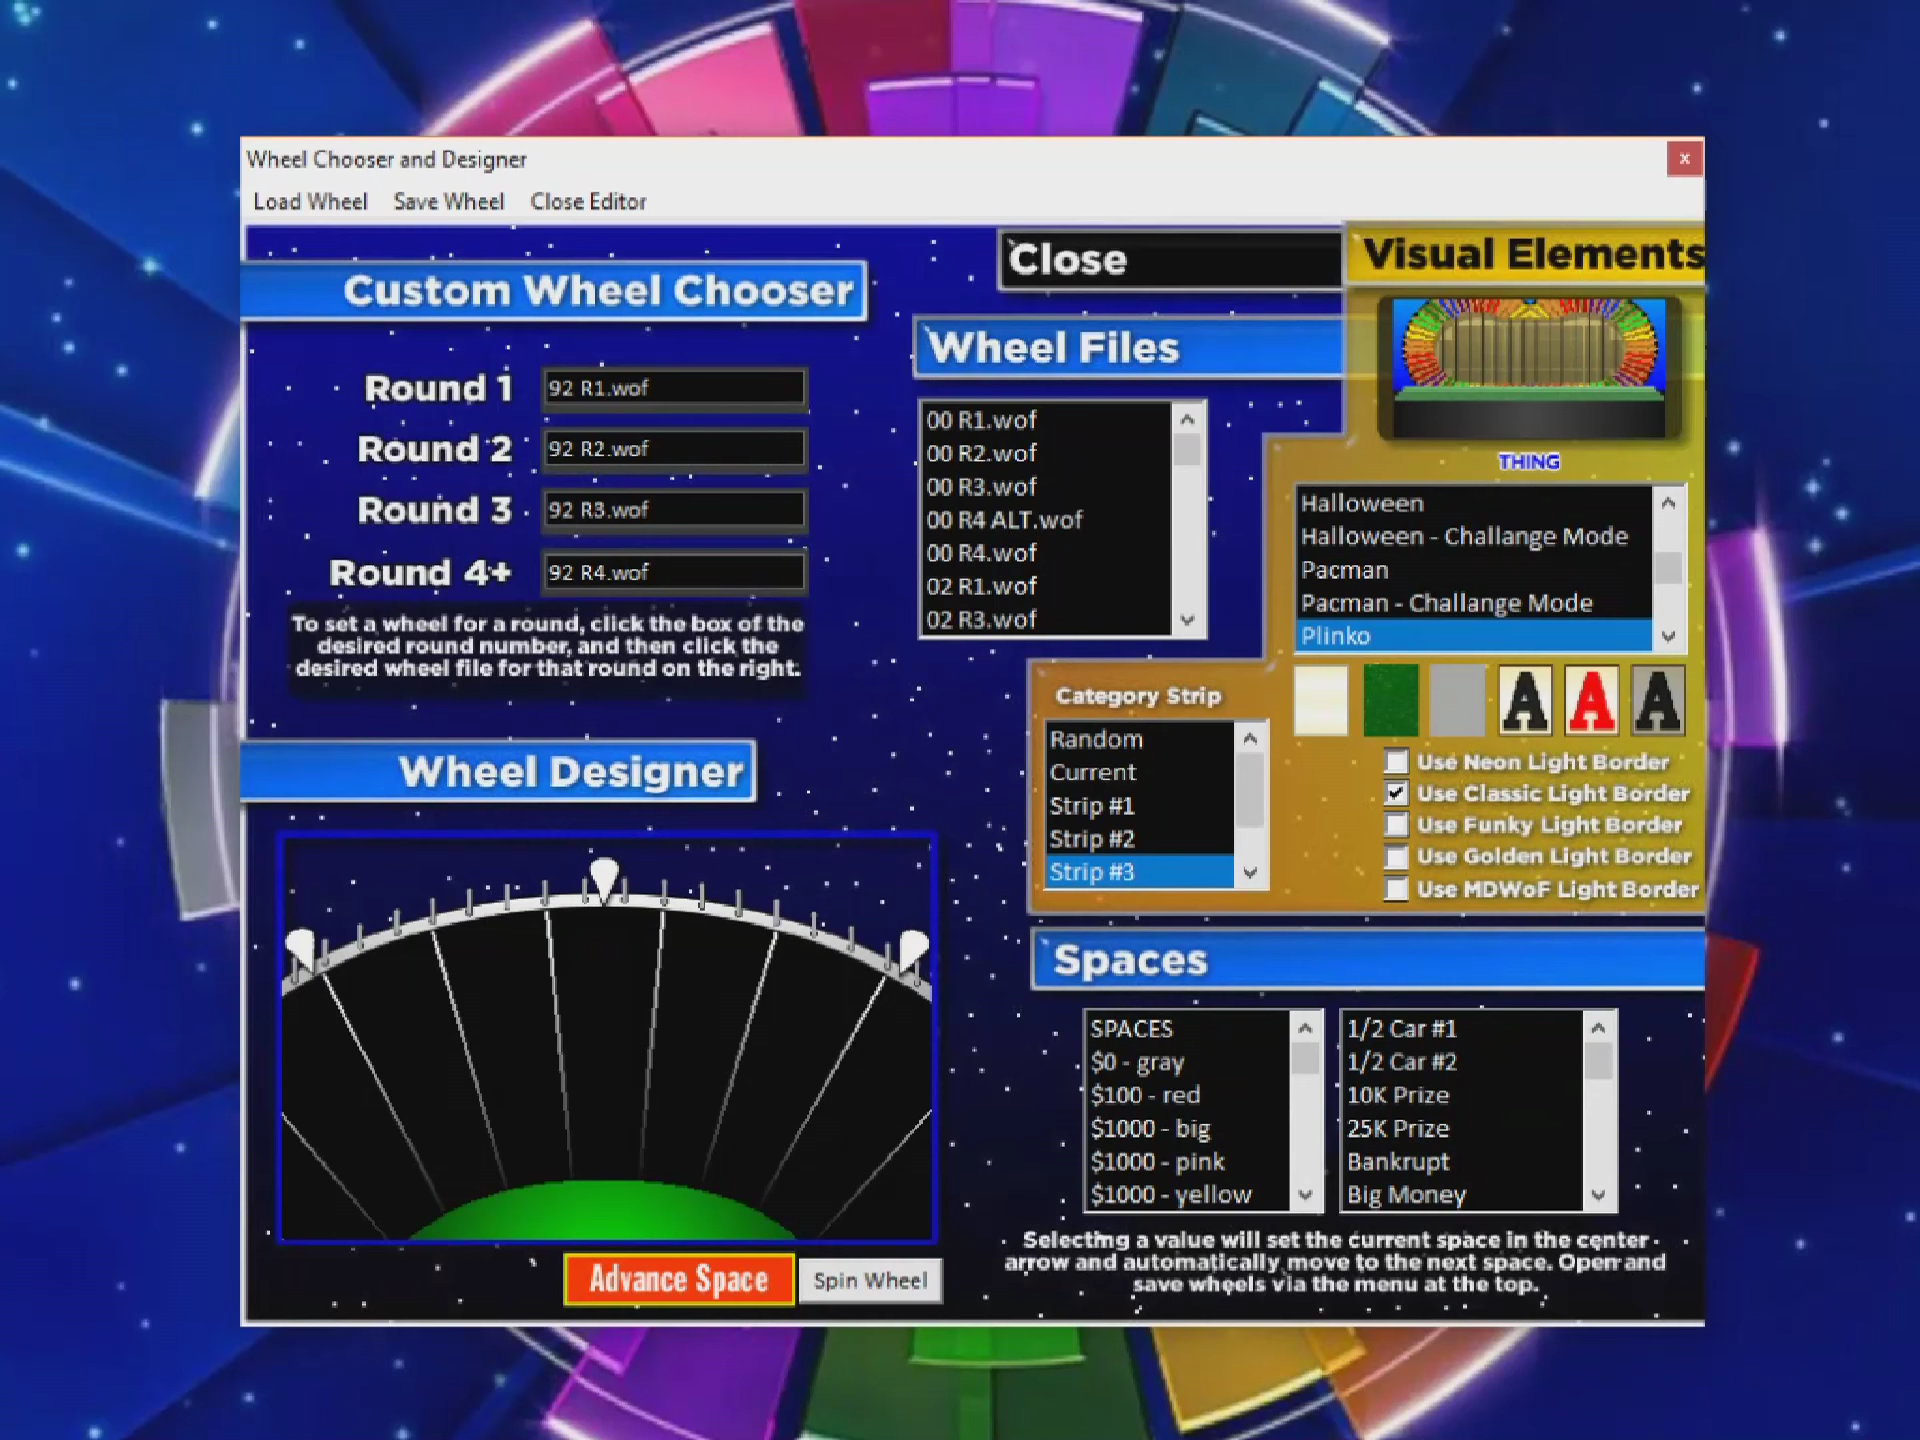 Wheel Chooser and Designer
x
Load Wheel Save Wheel Close Editor
Custom Wheel Chooser
Round 1 92 R1.wof
Round 2 92 R2.wof
Round 3 92 R3.wof
Round 4+ 92 R4.wof
To set a wheel for a round, click the box of the
desired round number, and then click the
desired wheel file for that round on the right.
Close
Wheel Files
00 R1.wof
00 R2.wof
00 R3.wof
00 R4 ALT.wof
00 R4.wof
02 R1.wof
02 R3.wof
Visual Elements
THING
Halloween
Halloween - Challange Mode
Pacman
Pacman - Challange Mode
Plinko
A A A
Use Neon Light Border
Use Classic Light Border
Use Funky Light Border
Use Golden Light Border
Use MDWoF Light Border
Category Strip
Random
Current
Strip #1
Strip #2
Strip #3
Wheel Designer
Advance Space
Spin Wheel
Spaces
SPACES
$0 - gray
$100 - red
$1000 - big
$1000 - pink
$1000 - yellow
1/2 Car #1
1/2 Car #2
10K Prize
25K Prize
Bankrupt
Big Money
Selecting a value will set the current space in the center
arrow and automatically move to the next space. Open and
save wheels via the menu at the top.